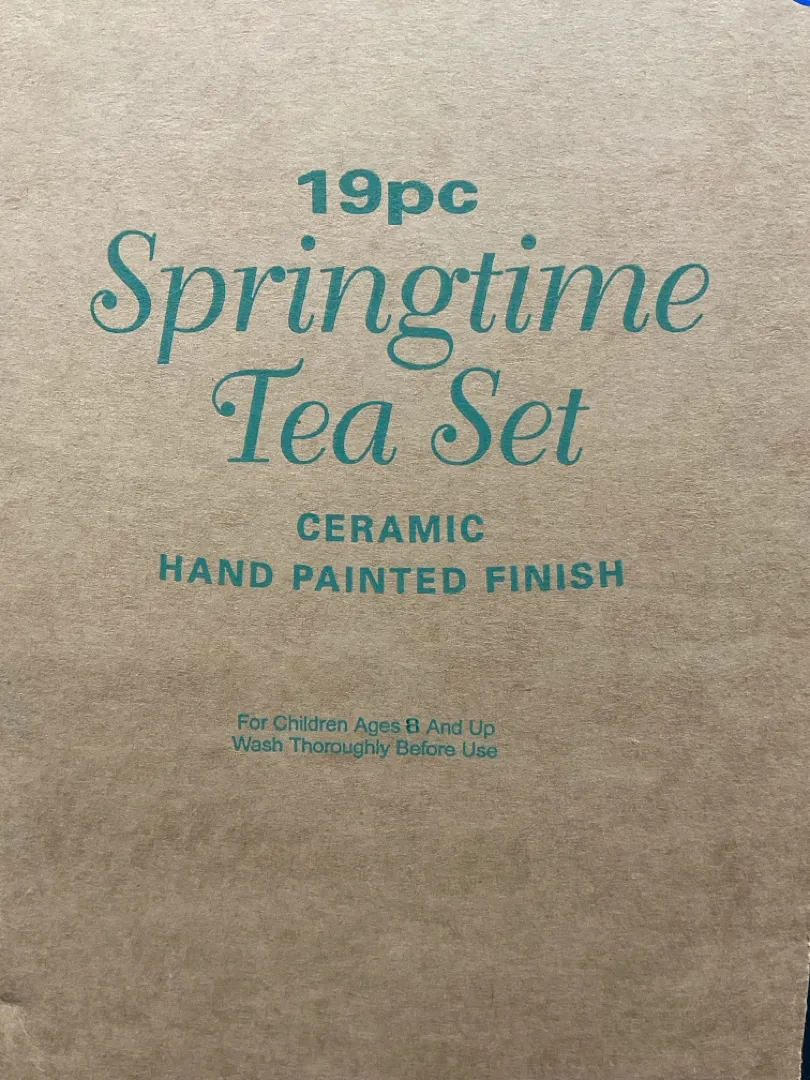 19pc
Springtime
Tea Set
CERAMIC
HAND PAINTED FINISH
For Children Ages 8 And Up
Wash Thoroughly Before Use